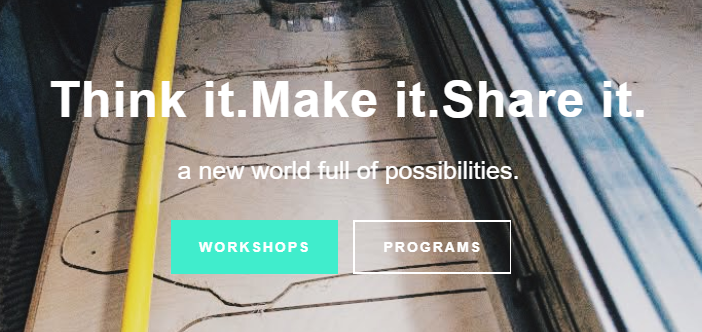 Think it.Make it.Share it.
a new world full of possibilities.
WORKSHOPS PROGRAMS